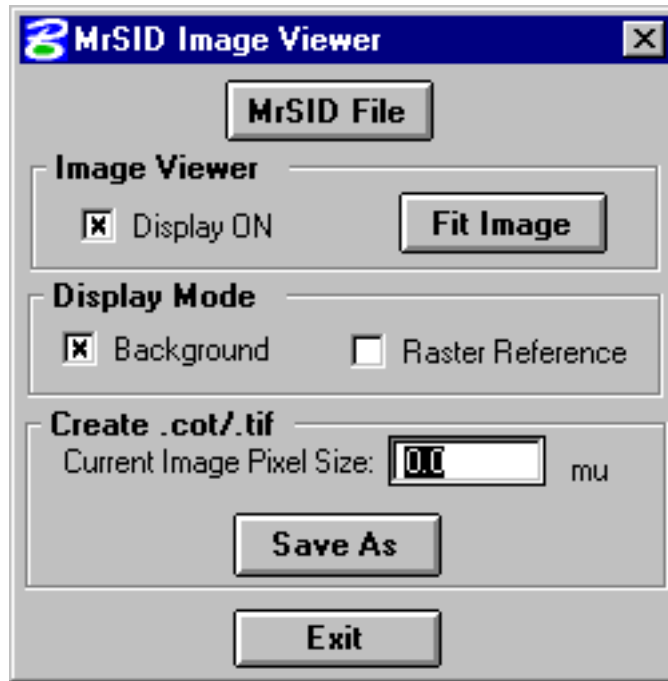 MrSID Image Viewer
MrSID File
Image Viewer
Display ON Fit Image
Display Mode
Background Raster Reference
Create .cot/.tif
Current Image Pixel Size: 0.0 mu
Save As
Exit